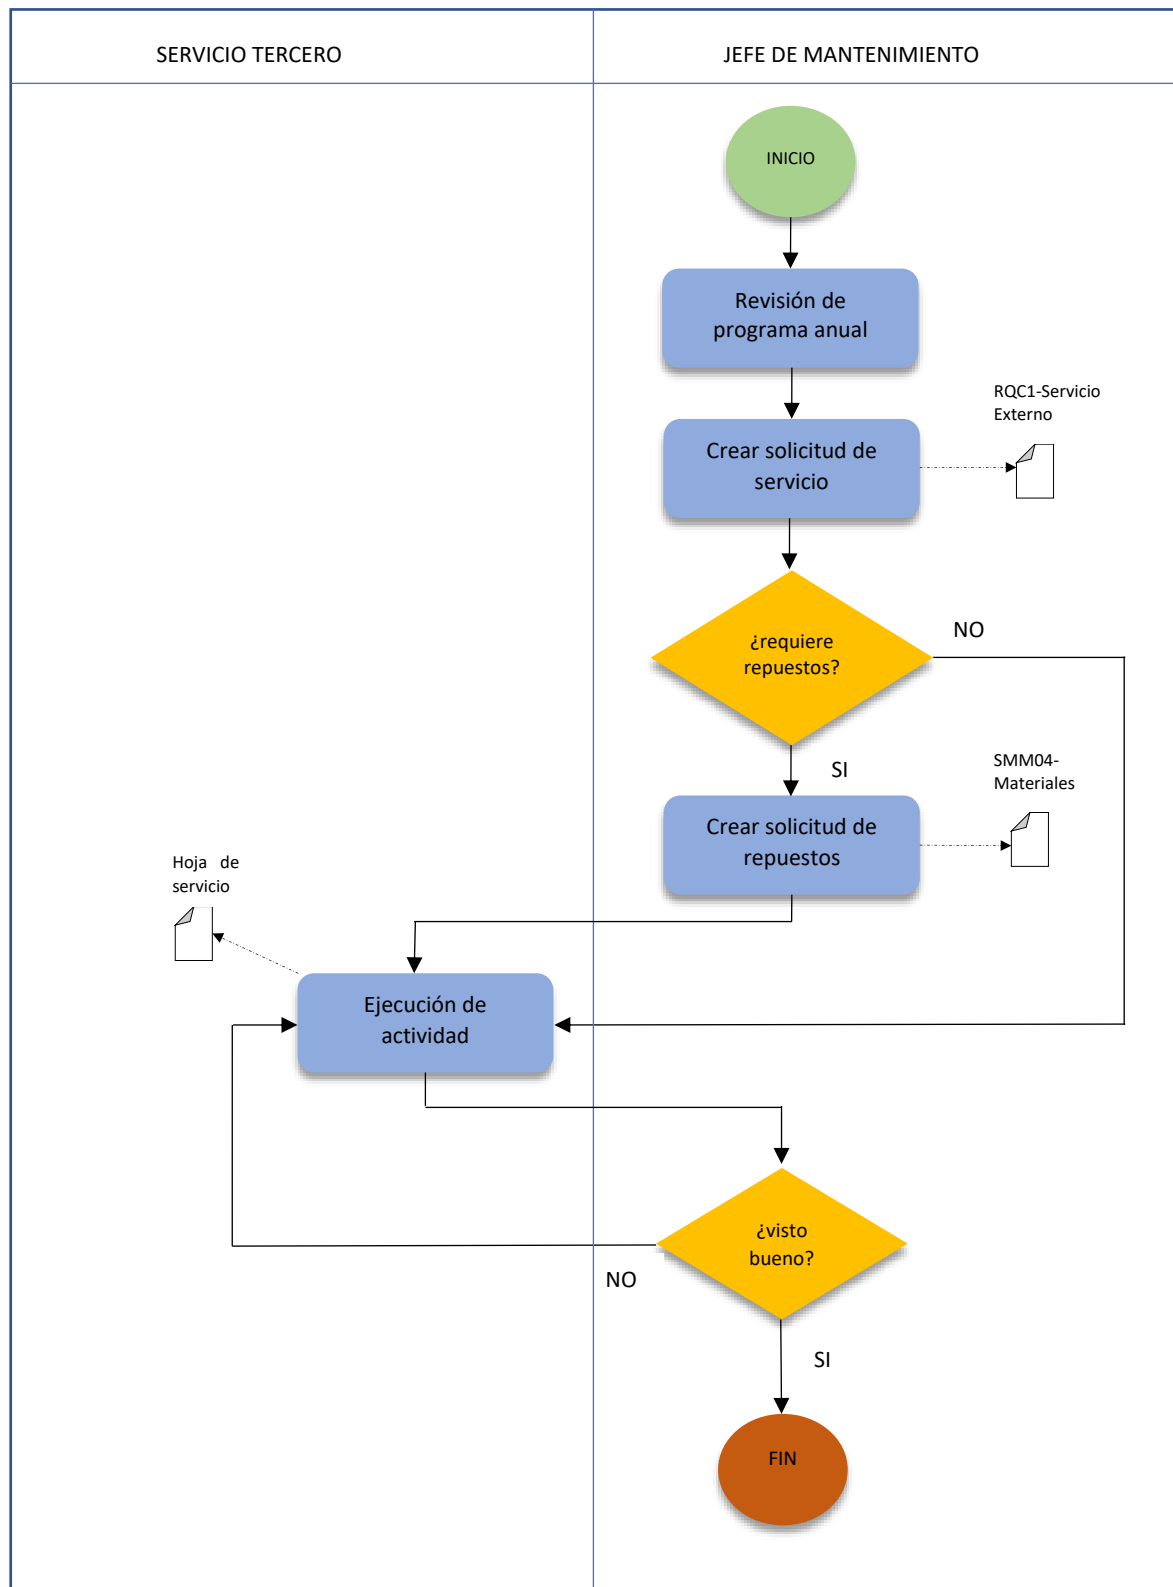 SERVICIO TERCERO
JEFE DE MANTENIMIENTO
INICIO
Revisión de
programa anual
RQC1-Servicio
Externo
Crear solicitud de
servicio
¿requiere
repuestos?
NO
SI
SMM04-
Materiales
Crear solicitud de
repuestos
Hoja de
servicio
Ejecución de
actividad
¿visto
bueno?
NO
SI
FIN